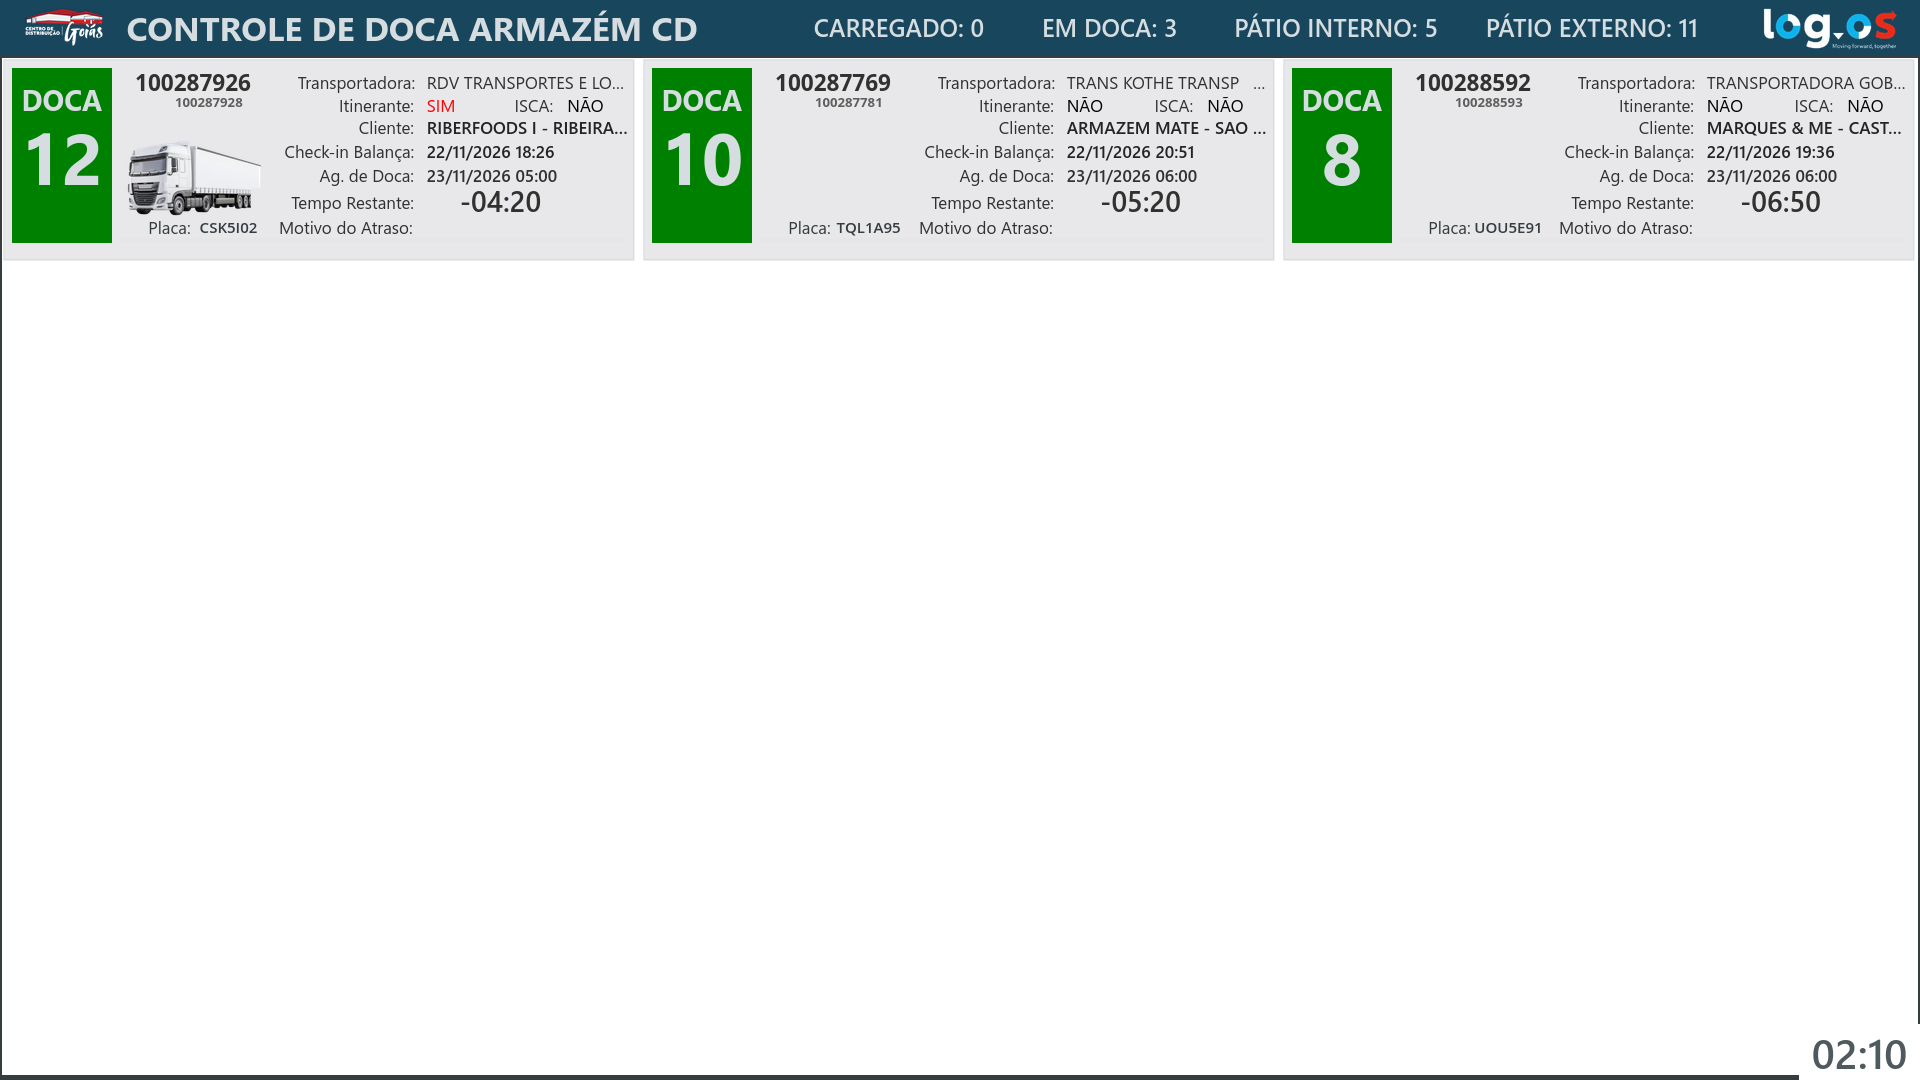 CENTRO DE DISTRIBUIÇÃO Goiás
CONTROLE DE DOCA ARMAZÉM CD
CARREGADO: 0
EM DOCA: 3
PÁTIO INTERNO: 5
PÁTIO EXTERNO: 11
log.os
Moving forward, together
DOCA
12
100287926
100287928
Transportadora: RDV TRANSPORTES E LO...
Itinerante: SIM ISCA: NÃO
Cliente: RIBERFOODS I - RIBEIRA...
Check-in Balança: 22/11/2026 18:26
Ag. de Doca: 23/11/2026 05:00
Tempo Restante: -04:20
Placa: CSK5I02 Motivo do Atraso:
DOCA
10
100287769
100287781
Transportadora: TRANS KOTHE TRANSP ...
Itinerante: NÃO ISCA: NÃO
Cliente: ARMAZEM MATE - SAO ...
Check-in Balança: 22/11/2026 20:51
Ag. de Doca: 23/11/2026 06:00
Tempo Restante: -05:20
Placa: TQL1A95 Motivo do Atraso:
DOCA
8
100288592
100288593
Transportadora: TRANSPORTADORA GOB...
Itinerante: NÃO ISCA: NÃO
Cliente: MARQUES & ME - CAST...
Check-in Balança: 22/11/2026 19:36
Ag. de Doca: 23/11/2026 06:00
Tempo Restante: -06:50
Placa: UOU5E91 Motivo do Atraso:
02:10